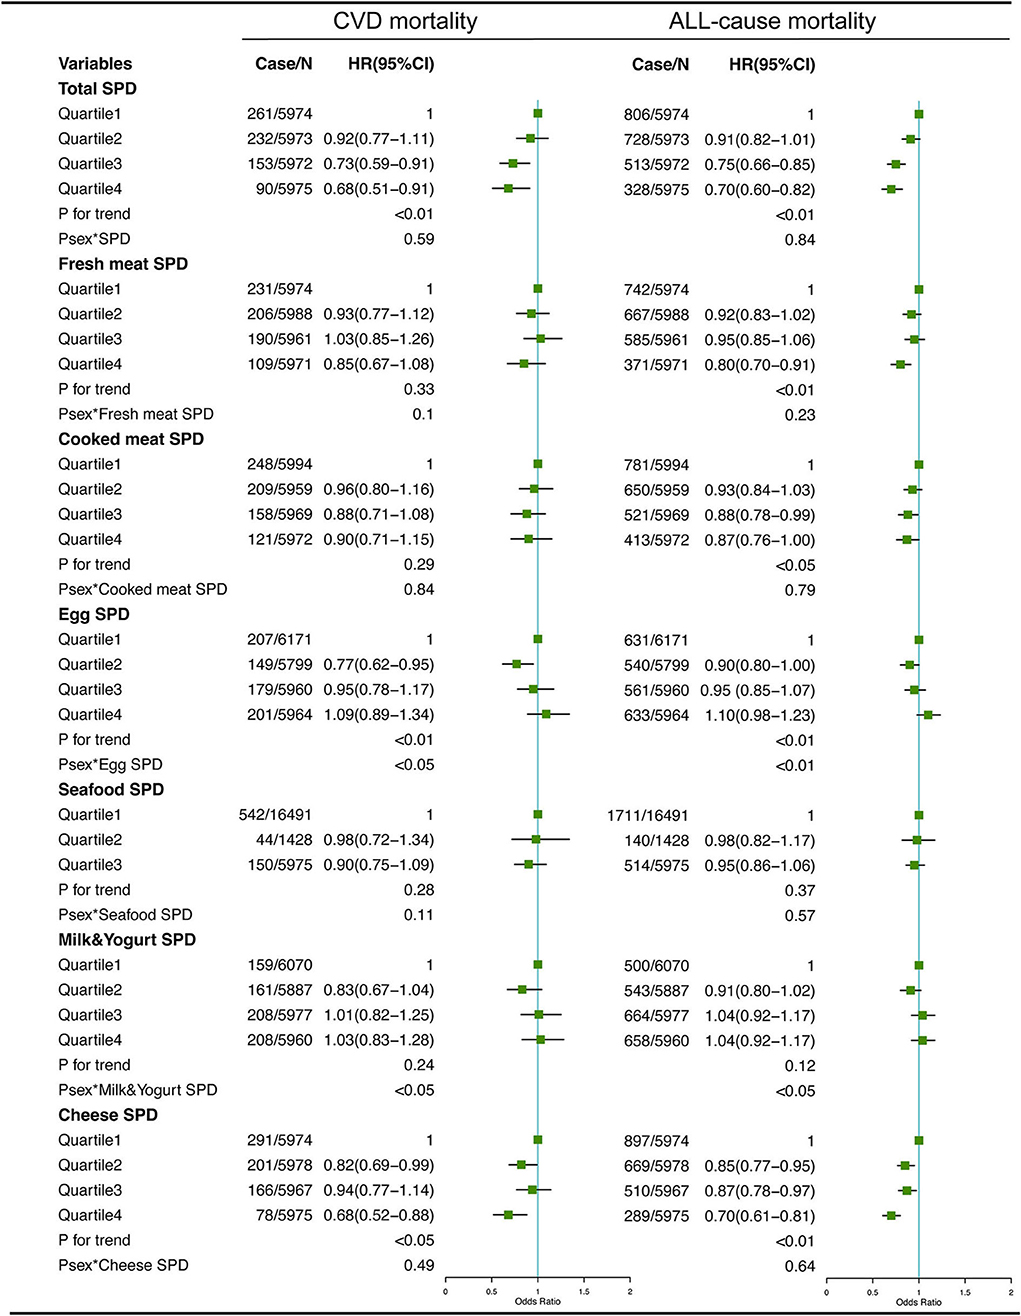 CVD mortality ALL-cause mortality
Variables Case/N HR(95%CI) Case/N HR(95%CI)
Total SPD
Quartile1 261/5974 1 806/5974 1
Quartile2 232/5973 0.92(0.77–1.11) 728/5973 0.91(0.82–1.01)
Quartile3 153/5972 0.73(0.59–0.91) 513/5972 0.75(0.66–0.85)
Quartile4 90/5975 0.68(0.51–0.91) 328/5975 0.70(0.60–0.82)
P for trend <0.01 <0.01
Psex*SPD 0.59 0.84
Fresh meat SPD
Quartile1 231/5974 1 742/5974 1
Quartile2 206/5988 0.93(0.77–1.12) 667/5988 0.92(0.83–1.02)
Quartile3 190/5961 1.03(0.85–1.26) 585/5961 0.95(0.85–1.06)
Quartile4 109/5971 0.85(0.67–1.08) 371/5971 0.80(0.70–0.91)
P for trend 0.33 <0.01
Psex*Fresh meat SPD 0.1 0.23
Cooked meat SPD
Quartile1 248/5994 1 781/5994 1
Quartile2 209/5959 0.96(0.80–1.16) 650/5959 0.93(0.84–1.03)
Quartile3 158/5969 0.88(0.71–1.08) 521/5969 0.88(0.78–0.99)
Quartile4 121/5972 0.90(0.71–1.15) 413/5972 0.87(0.76–1.00)
P for trend 0.29 <0.05
Psex*Cooked meat SPD 0.84 0.79
Egg SPD
Quartile1 207/6171 1 631/6171 1
Quartile2 149/5799 0.77(0.62–0.95) 540/5799 0.90(0.80–1.00)
Quartile3 179/5960 0.95(0.78–1.17) 561/5960 0.95 (0.85–1.07)
Quartile4 201/5964 1.09(0.89–1.34) 633/5964 1.10(0.98–1.23)
P for trend <0.01 <0.01
Psex*Egg SPD <0.05 <0.01
Seafood SPD
Quartile1 542/16491 1 1711/16491 1
Quartile2 44/1428 0.98(0.72–1.34) 140/1428 0.98(0.82–1.17)
Quartile3 150/5975 0.90(0.75–1.09) 514/5975 0.95(0.86–1.06)
P for trend 0.28 0.37
Psex*Seafood SPD 0.11 0.57
Milk&Yogurt SPD
Quartile1 159/6070 1 500/6070 1
Quartile2 161/5887 0.83(0.67–1.04) 543/5887 0.91(0.80–1.02)
Quartile3 208/5977 1.01(0.82–1.25) 664/5977 1.04(0.92–1.17)
Quartile4 208/5960 1.03(0.83–1.28) 658/5960 1.04(0.92–1.17)
P for trend 0.24 0.12
Psex*Milk&Yogurt SPD <0.05 <0.05
Cheese SPD
Quartile1 291/5974 1 897/5974 1
Quartile2 201/5978 0.82(0.69–0.99) 669/5978 0.85(0.77–0.95)
Quartile3 166/5967 0.94(0.77–1.14) 510/5967 0.87(0.78–0.97)
Quartile4 78/5975 0.68(0.52–0.88) 289/5975 0.70(0.61–0.81)
P for trend <0.05 <0.01
Psex*Cheese SPD 0.49 0.64
0 0.5 1 1.5 2 0 0.5 1 1.5 2
Odds Ratio Odds Ratio